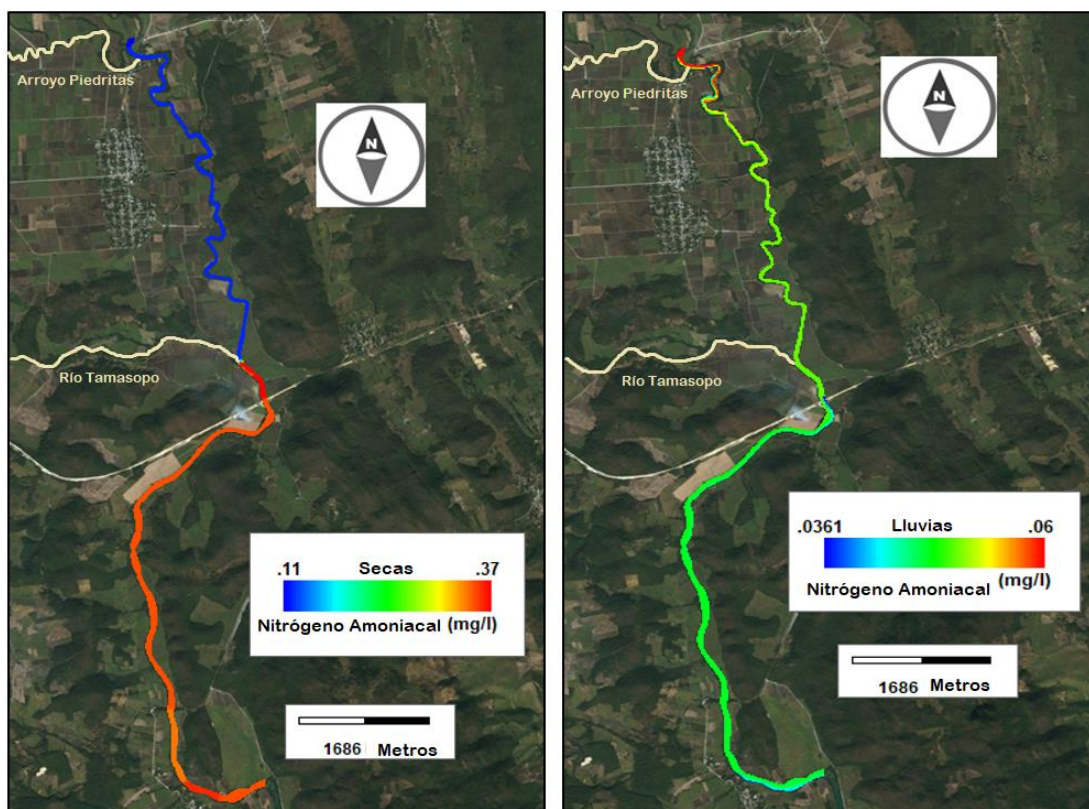 Arroyo Piedritas
N
Río Tamasopo
.11 Secas .37
Nitrógeno Amoniacal (mg/l)
1686 Metros
Arroyo Piedritas
N
Río Tamasopo
.0361 Lluvias .06
Nitrógeno Amoniacal (mg/l)
1686 Metros